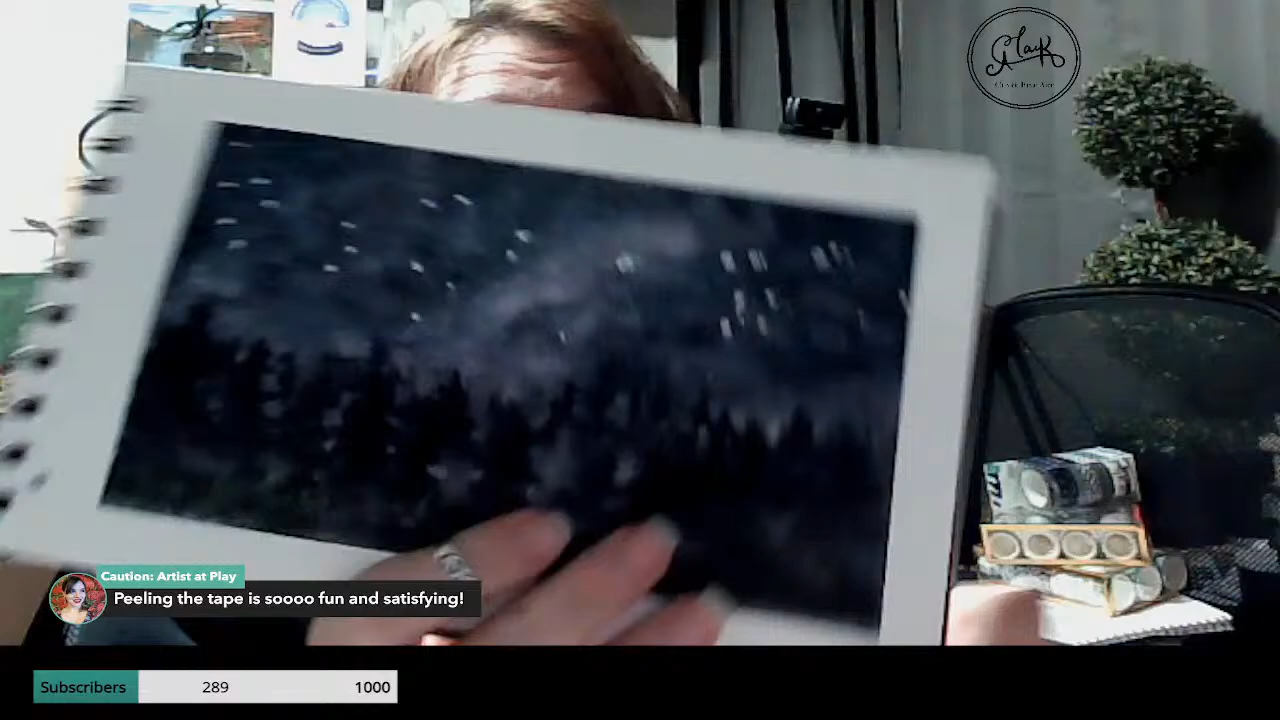 Caution: Artist at Play
Peeling the tape is soooo fun and satisfying!
Subscribers 289 1000